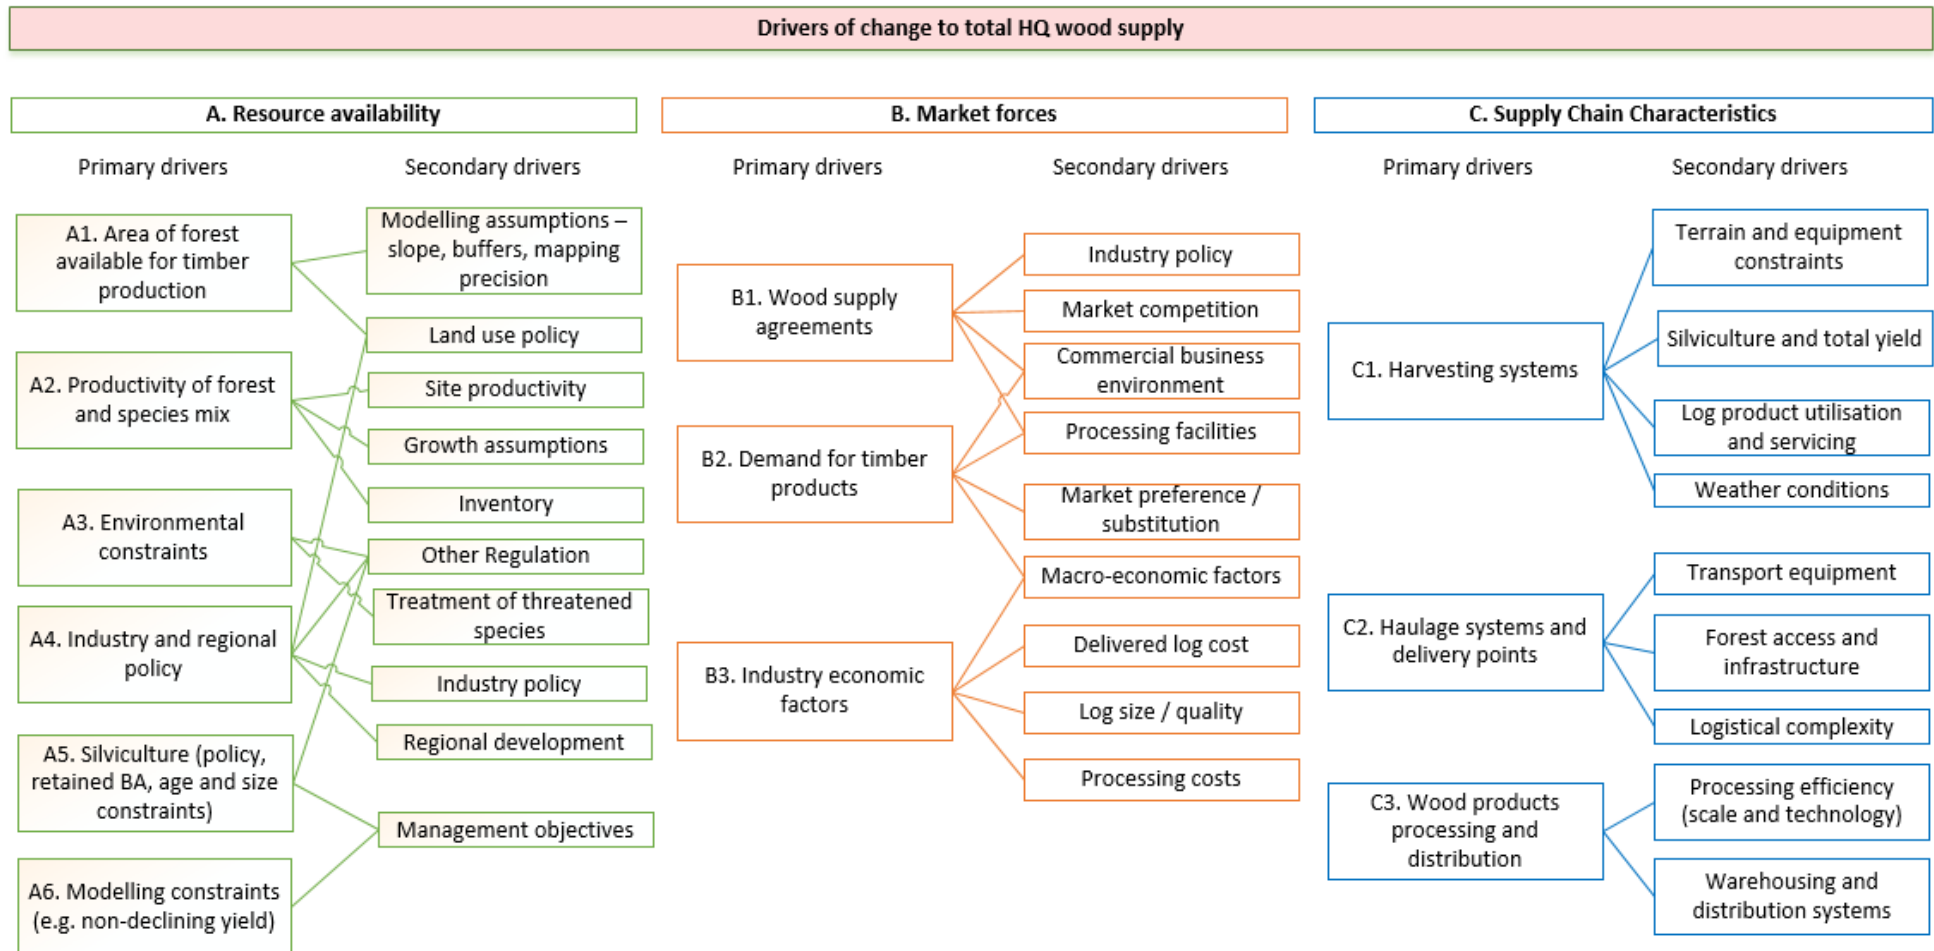 Drivers of change to total HQ wood supply
A. Resource availability
Primary drivers
Secondary drivers
A1. Area of forest
available for timber
production
A2. Productivity of forest
and species mix
A3. Environmental
constraints
A4. Industry and regional
policy
A5. Silviculture (policy,
retained BA, age and size
constraints)
A6. Modelling constraints
(e.g. non-declining yield)
Modelling assumptions –
slope, buffers, mapping
precision
Land use policy
Site productivity
Growth assumptions
Inventory
Other Regulation
Treatment of threatened
species
Industry policy
Regional development
Management objectives
B. Market forces
Primary drivers
Secondary drivers
B1. Wood supply
agreements
B2. Demand for timber
products
B3. Industry economic
factors
Industry policy
Market competition
Commercial business
environment
Processing facilities
Market preference /
substitution
Macro-economic factors
Delivered log cost
Log size / quality
Processing costs
C. Supply Chain Characteristics
Primary drivers
Secondary drivers
C1. Harvesting systems
C2. Haulage systems and
delivery points
C3. Wood products
processing and
distribution
Terrain and equipment
constraints
Silviculture and total yield
Log product utilisation
and servicing
Weather conditions
Transport equipment
Forest access and
infrastructure
Logistical complexity
Processing efficiency
(scale and technology)
Warehousing and
distribution systems